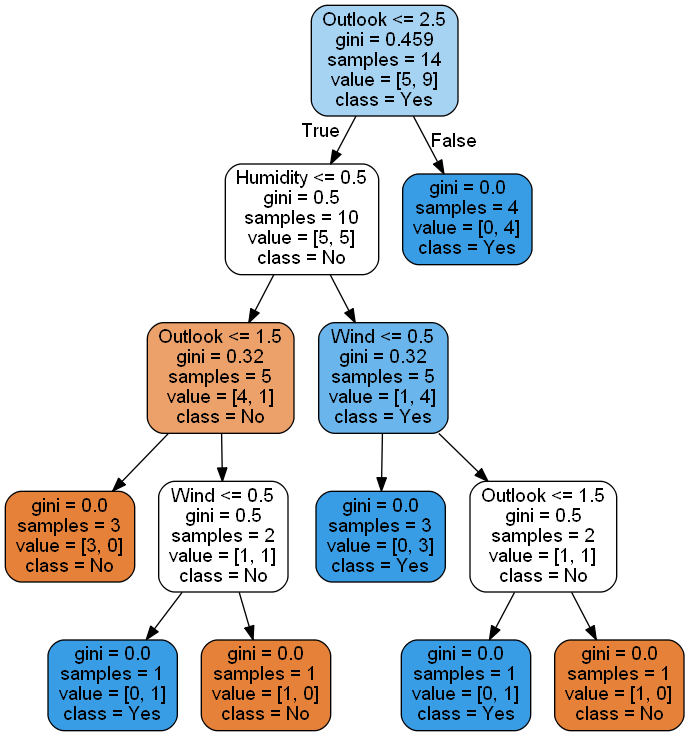 Outlook <= 2.5
gini = 0.459
samples = 14
value = [5, 9]
class = Yes
True
False
Humidity <= 0.5
gini = 0.5
samples = 10
value = [5, 5]
class = No
gini = 0.0
samples = 4
value = [0, 4]
class = Yes
Outlook <= 1.5
gini = 0.32
samples = 5
value = [4, 1]
class = No
Wind <= 0.5
gini = 0.32
samples = 5
value = [1, 4]
class = Yes
gini = 0.0
samples = 3
value = [3, 0]
class = No
Wind <= 0.5
gini = 0.5
samples = 2
value = [1, 1]
class = No
gini = 0.0
samples = 3
value = [0, 3]
class = Yes
Outlook <= 1.5
gini = 0.5
samples = 2
value = [1, 1]
class = No
gini = 0.0
samples = 1
value = [0, 1]
class = Yes
gini = 0.0
samples = 1
value = [1, 0]
class = No
gini = 0.0
samples = 1
value = [0, 1]
class = Yes
gini = 0.0
samples = 1
value = [1, 0]
class = No